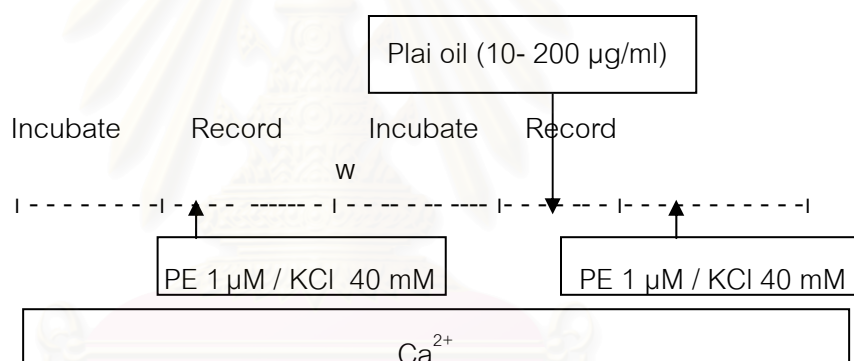 Plai oil (10- 200 µg/ml)
Incubate Record Incubate Record
w
PE 1 µM / KCl 40 mM PE 1 µM / KCl 40 mM
Ca²⁺